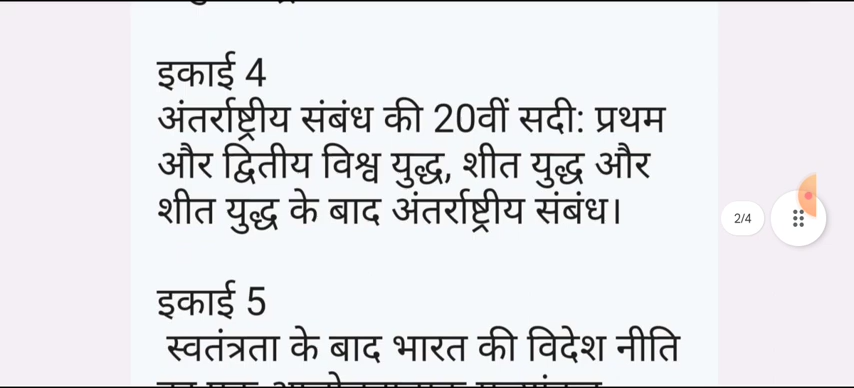 इकाई 4
अंतर्राष्ट्रीय संबंध की 20वीं सदी: प्रथम
और द्वितीय विश्व युद्ध, शीत युद्ध और
शीत युद्ध के बाद अंतर्राष्ट्रीय संबंध।
2/4
इकाई 5
स्वतंत्रता के बाद भारत की विदेश नीति